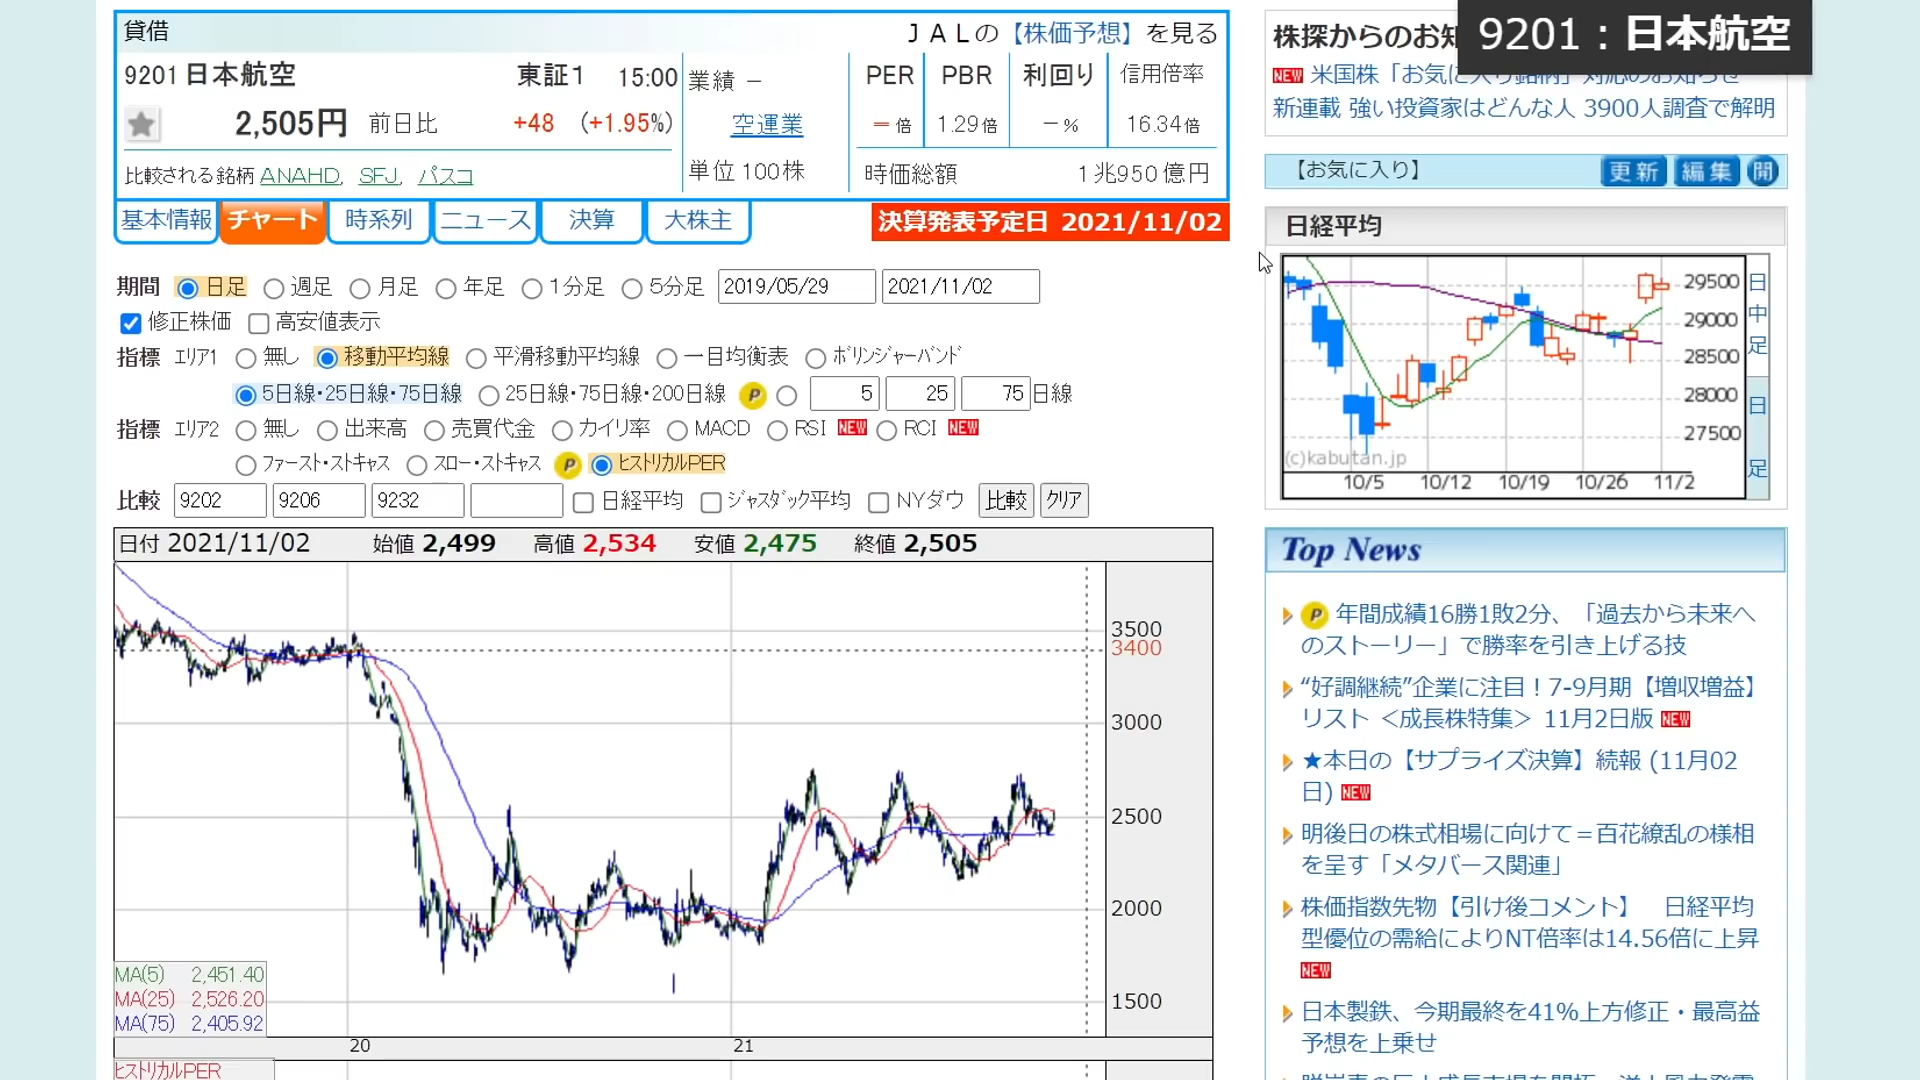 貸借
ＪＡＬの【株価予想】を見る
9201 日本航空 東証1 15:00
2,505円 前日比 +48 (+1.95%)
比較される銘柄 ANAHD, SFJ, パスコ
業績 －
空運業
単位 100株
PER PBR 利回り 信用倍率
－倍 1.29倍 －% 16.34倍
時価総額 1兆950億円
基本情報 チャート 時系列 ニュース 決算 大株主
決算発表予定日 2021/11/02
期間 日足 週足 月足 年足 1分足 5分足 2019/05/29 2021/11/02
修正株価 高安値表示
指標 エリア1 無し 移動平均線 平滑移動平均線 一目均衡表 ボリンジャーバンド
5日線・25日線・75日線 25日線・75日線・200日線 P 5 25 75 日線
指標 エリア2 無し 出来高 売買代金 カイリ率 MACD RSI NEW RCI NEW
ファースト・ストキャス スロー・ストキャス P ヒストリカルPER
比較 9202 9206 9232 日経平均 ジャスダック平均 NYダウ 比較 クリア
日付 2021/11/02 始値 2,499 高値 2,534 安値 2,475 終値 2,505
3500
3400
3000
2500
2000
1500
MA(5) 2,451.40
MA(25) 2,526.20
MA(75) 2,405.92
20 21
ヒストリカルPER
9201：日本航空
株探からのお知
NEW 米国株「お気に入り銘柄」対応のお知らせ
新連載 強い投資家はどんな人 3900人調査で解明
【お気に入り】 更新 編集 開
日経平均
29500
29000
28500
28000
27500
(c)kabutan.jp
10/5 10/12 10/19 10/26 11/2
日
中
足
日
足
Top News
P 年間成績16勝1敗2分、「過去から未来へ
のストーリー」で勝率を引き上げる技
“好調継続”企業に注目！7-9月期【増収増益】
リスト ＜成長株特集＞ 11月2日版 NEW
★本日の【サプライズ決算】続報 (11月02
日) NEW
明後日の株式相場に向けて＝百花繚乱の様相
を呈す「メタバース関連」
株価指数先物【引け後コメント】 日経平均
型優位の需給によりNT倍率は14.56倍に上昇
NEW
日本製鉄、今期最終を41%上方修正・最高益
予想を上乗せ